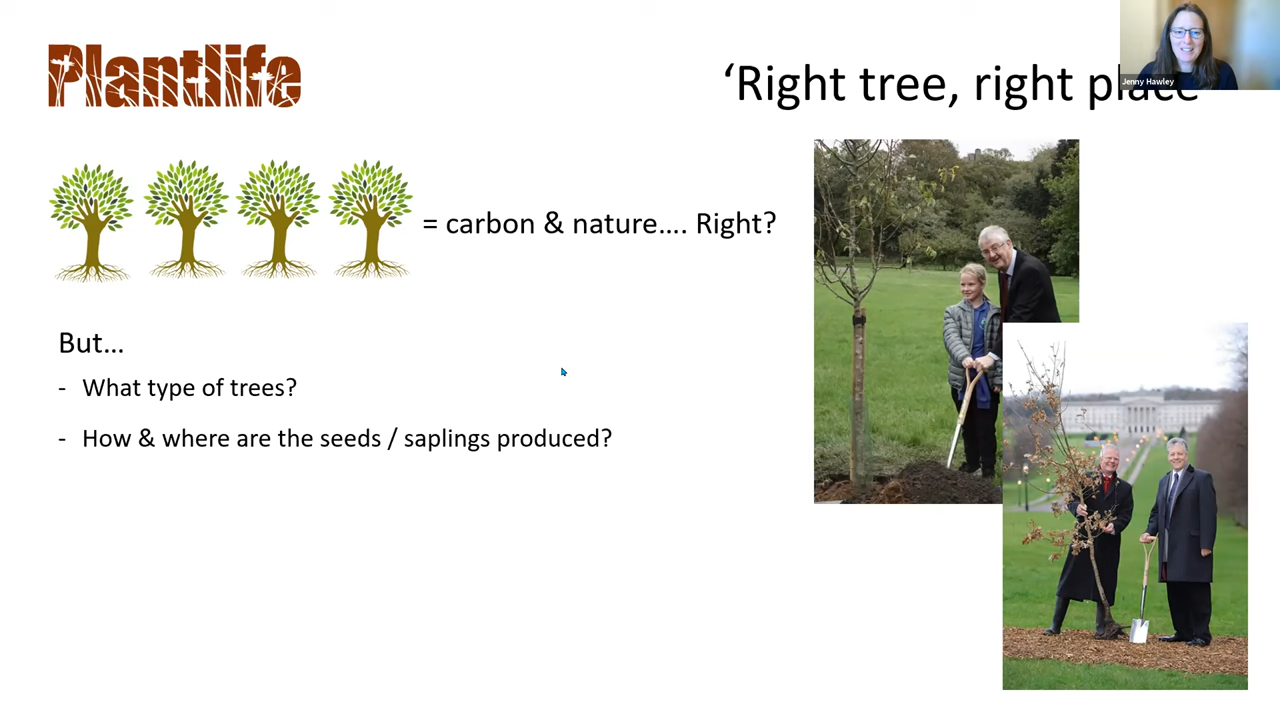 Plantlife
‘Right tree, right place
Jenny Hawley
= carbon & nature.... Right?
But...
- What type of trees?
- How & where are the seeds / saplings produced?